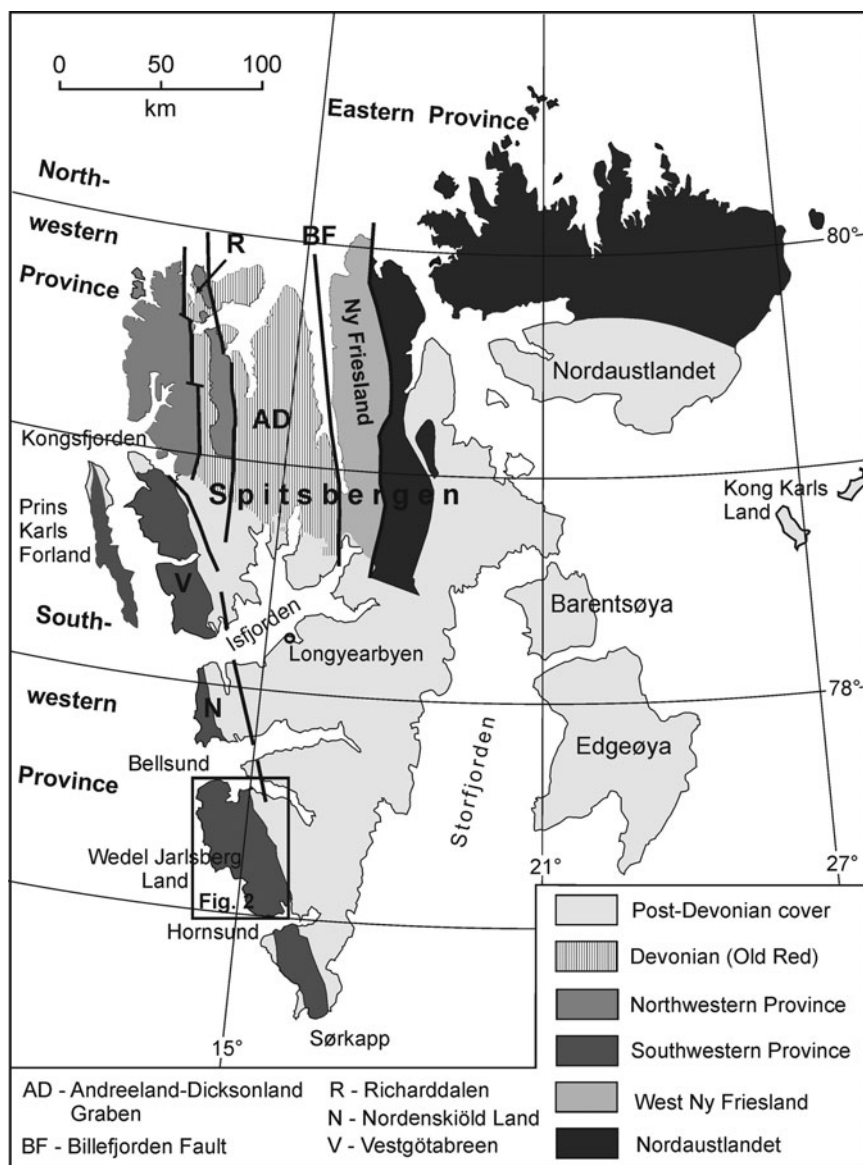 0 50 100
km
Eastern Province
North-
western
Province
R
BF
80°
Ny Friesland
Nordaustlandet
AD
Kongsfjorden
Spitsbergen
Kong Karls
Land
Prins
Karls
Forland
V
South-
Isfjorden
Barentsøya
Longyearbyen
western
N
78°
Province
Bellsund
Storfjorden
Edgeøya
Wedel Jarlsberg
Land
Fig. 2
21°
27°
Hornsund
Sørkapp
15°
Post-Devonian cover
Devonian (Old Red)
Northwestern Province
Southwestern Province
West Ny Friesland
Nordaustlandet
AD - Andreeland-Dicksonland
Graben
BF - Billefjorden Fault
R - Richarddalen
N - Nordenskiöld Land
V - Vestgötabreen